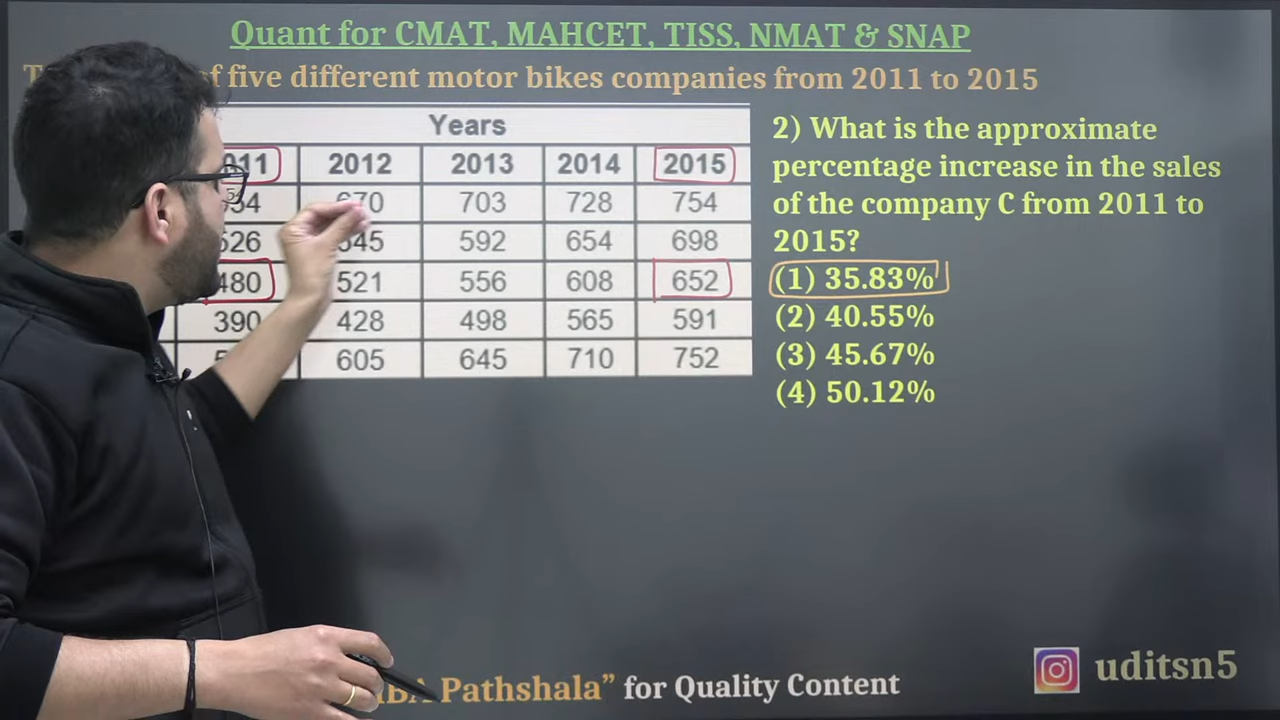 Quant for CMAT, MAHCET, TISS, NMAT & SNAP
of five different motor bikes companies from 2011 to 2015
Years
2012 2013 2014 2015
670 703 728 754
545 592 654 698
480 521 556 608 652
390 428 498 565 591
605 645 710 752
2) What is the approximate
percentage increase in the sales
of the company C from 2011 to
2015?
(1) 35.83%
(2) 40.55%
(3) 45.67%
(4) 50.12%
Pathshala” for Quality Content
uditsn5